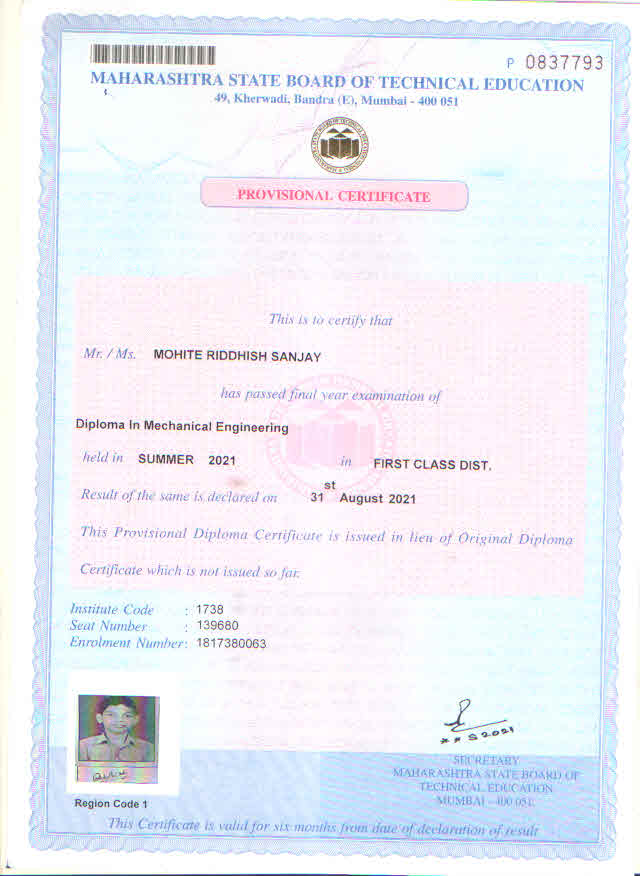 P 0837793
MAHARASHTRA STATE BOARD OF TECHNICAL EDUCATION
49, Kherwadi, Bandra (E), Mumbai - 400 051
PROVISIONAL CERTIFICATE
This is to certify that
Mr. / Ms. MOHITE RIDDHISH SANJAY
has passed final year examination of
Diploma In Mechanical Engineering
held in SUMMER 2021 in FIRST CLASS DIST.
Result of the same is declared on 31st August 2021
This Provisional Diploma Certificate is issued in lieu of Original Diploma
Certificate which is not issued so far.
Institute Code : 1738
Seat Number : 139680
Enrolment Number: 1817380063
** S2021
SECRETARY
MAHARASHTRA STATE BOARD OF
TECHNICAL EDUCATION
MUMBAI - 400 051.
Region Code 1
This Certificate is valid for six months from date of declaration of result